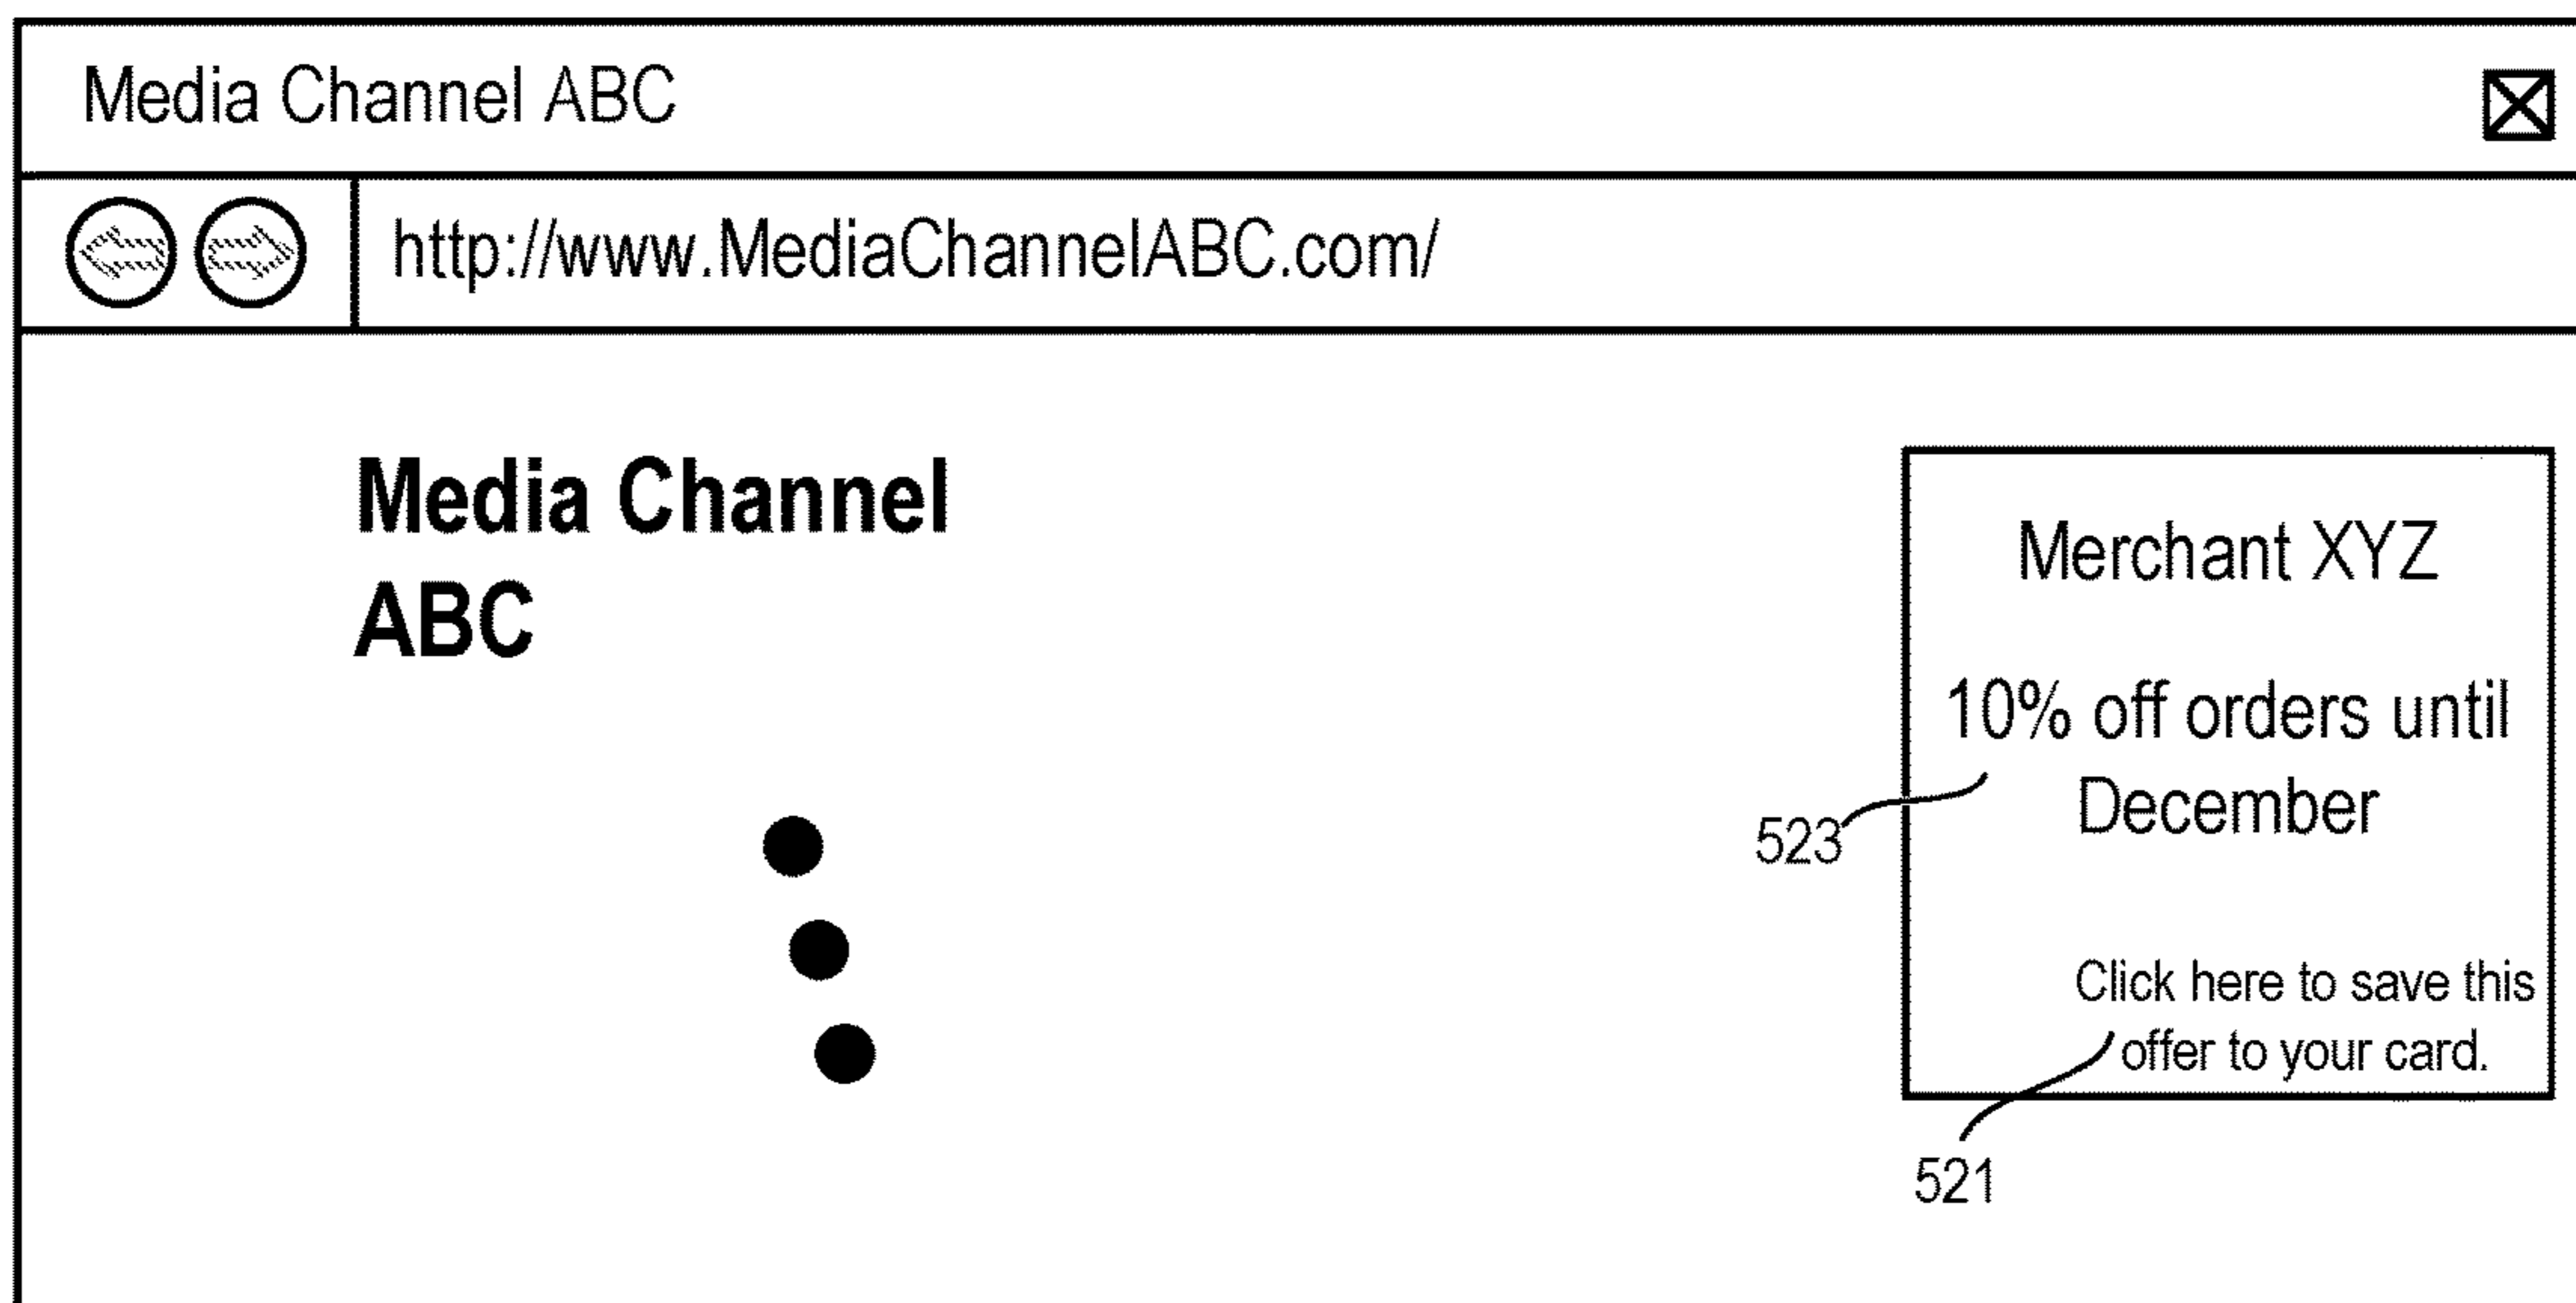 Media Channel ABC
http://www.MediaChannelABC.com/
Media Channel
ABC
Merchant XYZ
10% off orders until
December
523
Click here to save this
offer to your card.
521